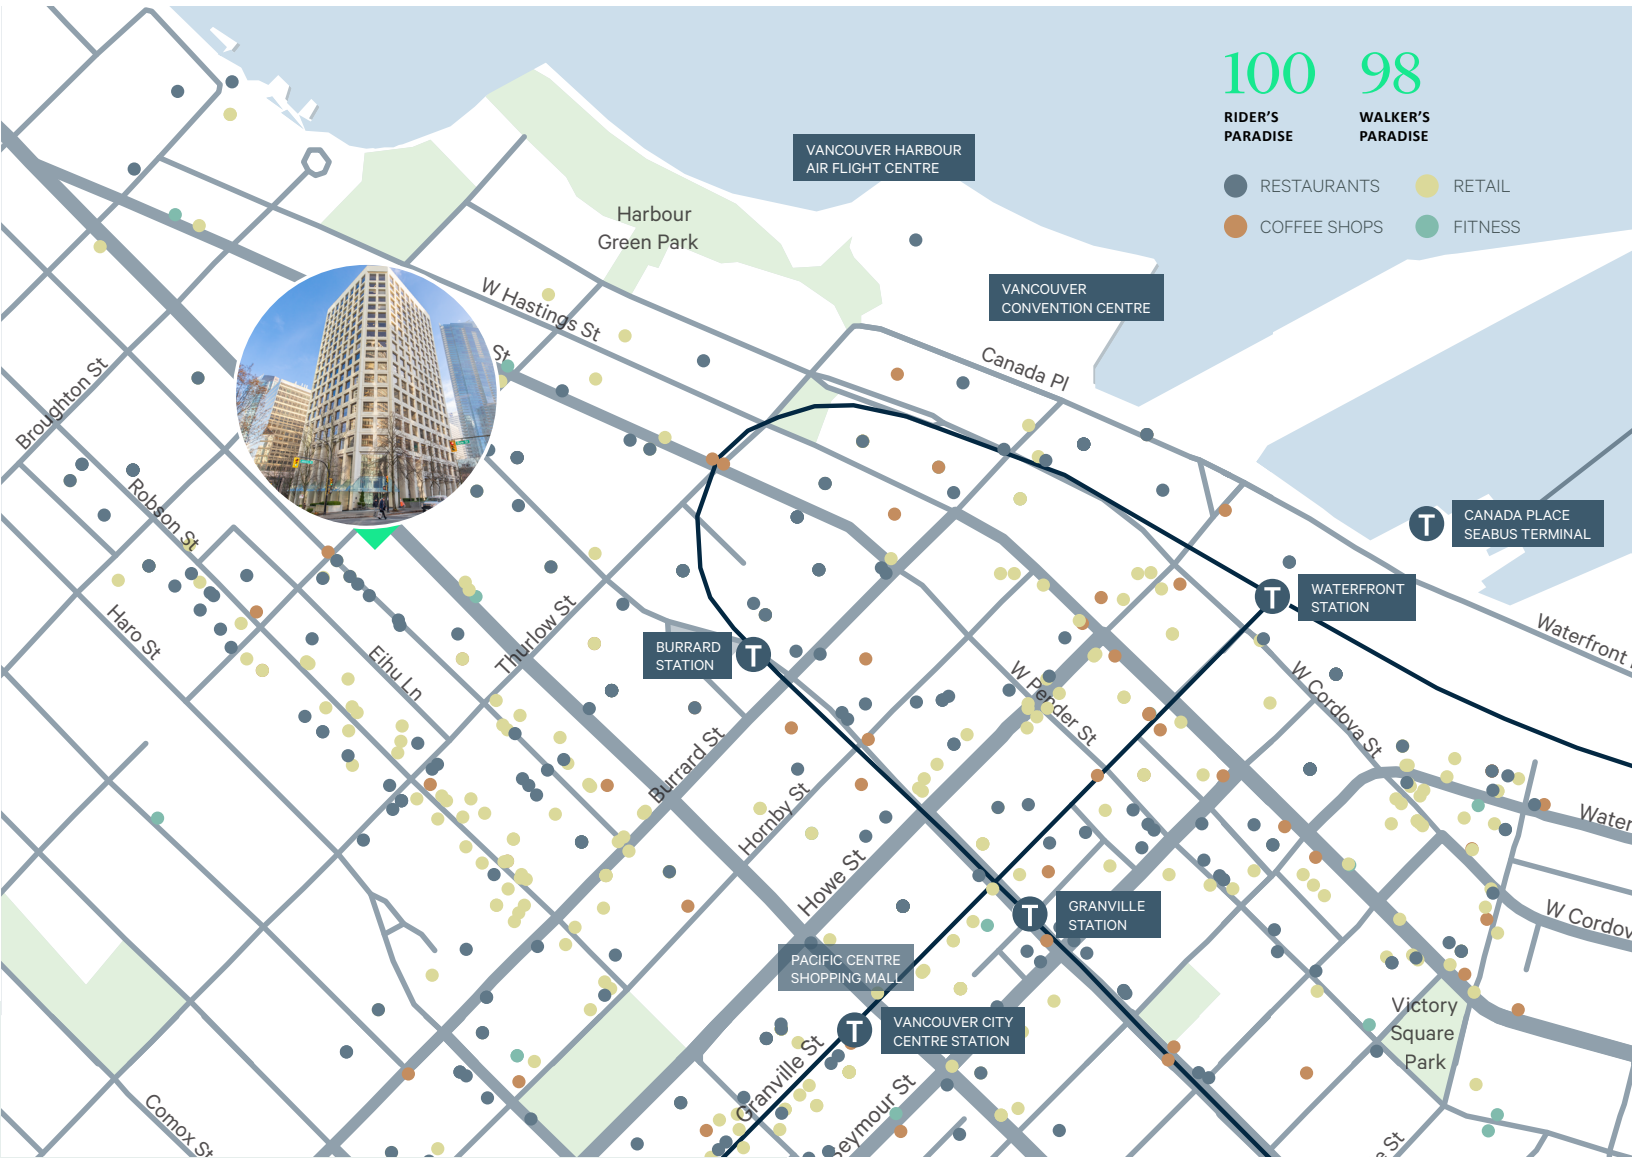 100
98
RIDER'S
PARADISE
WALKER'S
PARADISE
RESTAURANTS
RETAIL
COFFEE SHOPS
FITNESS
VANCOUVER HARBOUR
AIR FLIGHT CENTRE
Harbour
Green Park
VANCOUVER
CONVENTION CENTRE
W Hastings St
St
Canada Pl
Broughton St
Robson St
T
CANADA PLACE
SEABUS TERMINAL
T
WATERFRONT
STATION
Waterfront
Haro St
Eihu Ln
Thurlow St
BURRARD
STATION
T
W Pender St
W Cordova St
Burrard St
Hornby St
Howe St
Water
T
GRANVILLE
STATION
W Cordov
PACIFIC CENTRE
SHOPPING MALL
T
VANCOUVER CITY
CENTRE STATION
Victory
Square
Park
Granville St
eymour St
Comox St
e St